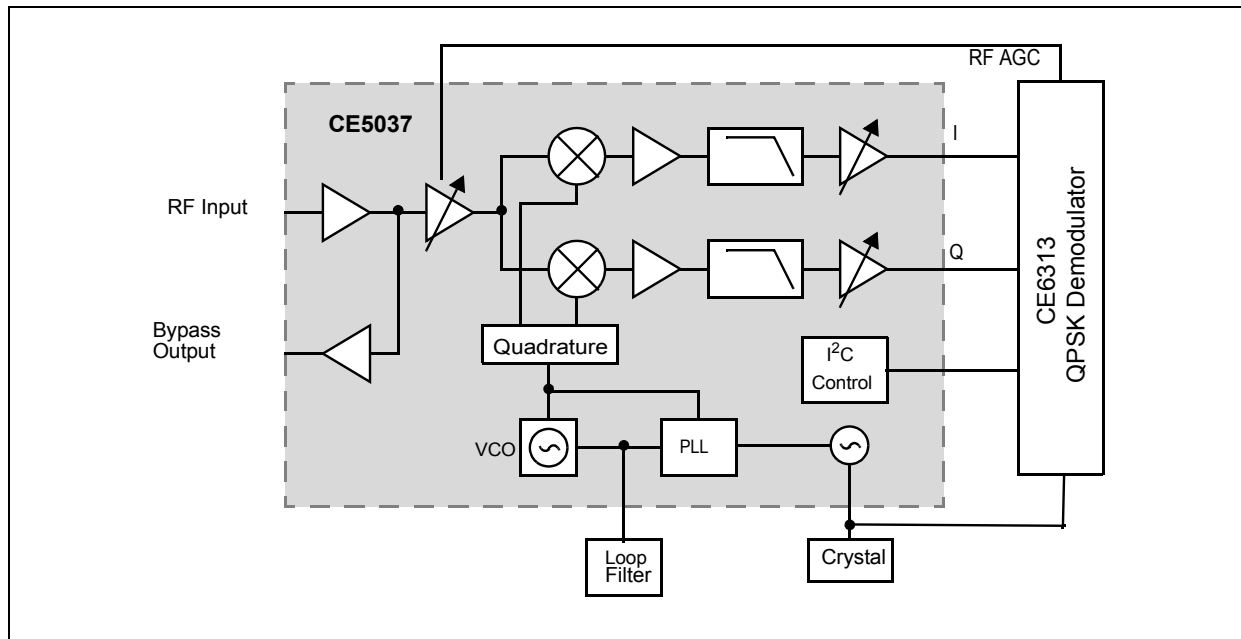 RF AGC
CE5037
I
RF Input
Q
Bypass
Output
Quadrature
I²C
Control
VCO
PLL
Loop
Filter
Crystal
CE6313
QPSK Demodulator